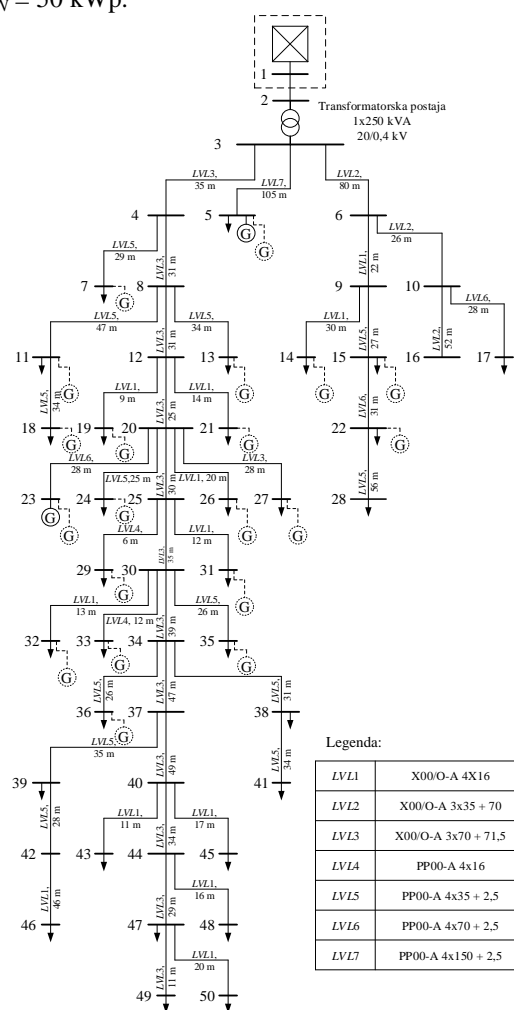 = 50 kWp.
1
2
Transformatorska postaja
1x250 kVA
20/0,4 kV
3
LVL3,
35 m
LVL7,
105 m
LVL2,
80 m
4
5
6
G
G
LVL5,
29 m
LVL3,
31 m
LVL1,
22 m
LVL2,
26 m
7
G
8
9
10
LVL5,
47 m
LVL3,
31 m
LVL5,
34 m
LVL1,
30 m
LVL5,
27 m
LVL2,
52 m
LVL6,
28 m
11
12
13
14
15
16
17
G
G
G
G
LVL5,
34 m
LVL1,
9 m
LVL3,
25 m
LVL1,
14 m
LVL6,
31 m
18
19
20
21
22
G
G
G
G
LVL6,
28 m
LVL5,25 m
LVL3,
30 m
LVL1, 20 m
LVL3,
28 m
LVL5,
56 m
23
24
25
26
27
28
G
G
G
G
G
LVL4,
6 m
LVL3,
35 m
LVL1,
12 m
29
30
31
G
G
LVL1,
13 m
LVL4, 12 m
LVL3,
39 m
LVL5,
26 m
32
33
34
35
G
G
G
LVL5,
26 m
LVL3,
47 m
LVL5,
31 m
36
37
38
G
LVL5,
35 m
LVL3,
49 m
LVL5,
34 m
39
40
41
LVL5,
28 m
LVL1,
11 m
LVL3,
34 m
LVL1,
17 m
42
43
44
45
LVL1,
46 m
LVL3,
29 m
LVL1,
16 m
46
47
48
LVL3,
11 m
LVL1,
20 m
49
50
Legenda:
LVL1 X00/O-A 4X16
LVL2 X00/O-A 3x35 + 70
LVL3 X00/O-A 3x70 + 71,5
LVL4 PP00-A 4x16
LVL5 PP00-A 4x35 + 2,5
LVL6 PP00-A 4x70 + 2,5
LVL7 PP00-A 4x150 + 2,5